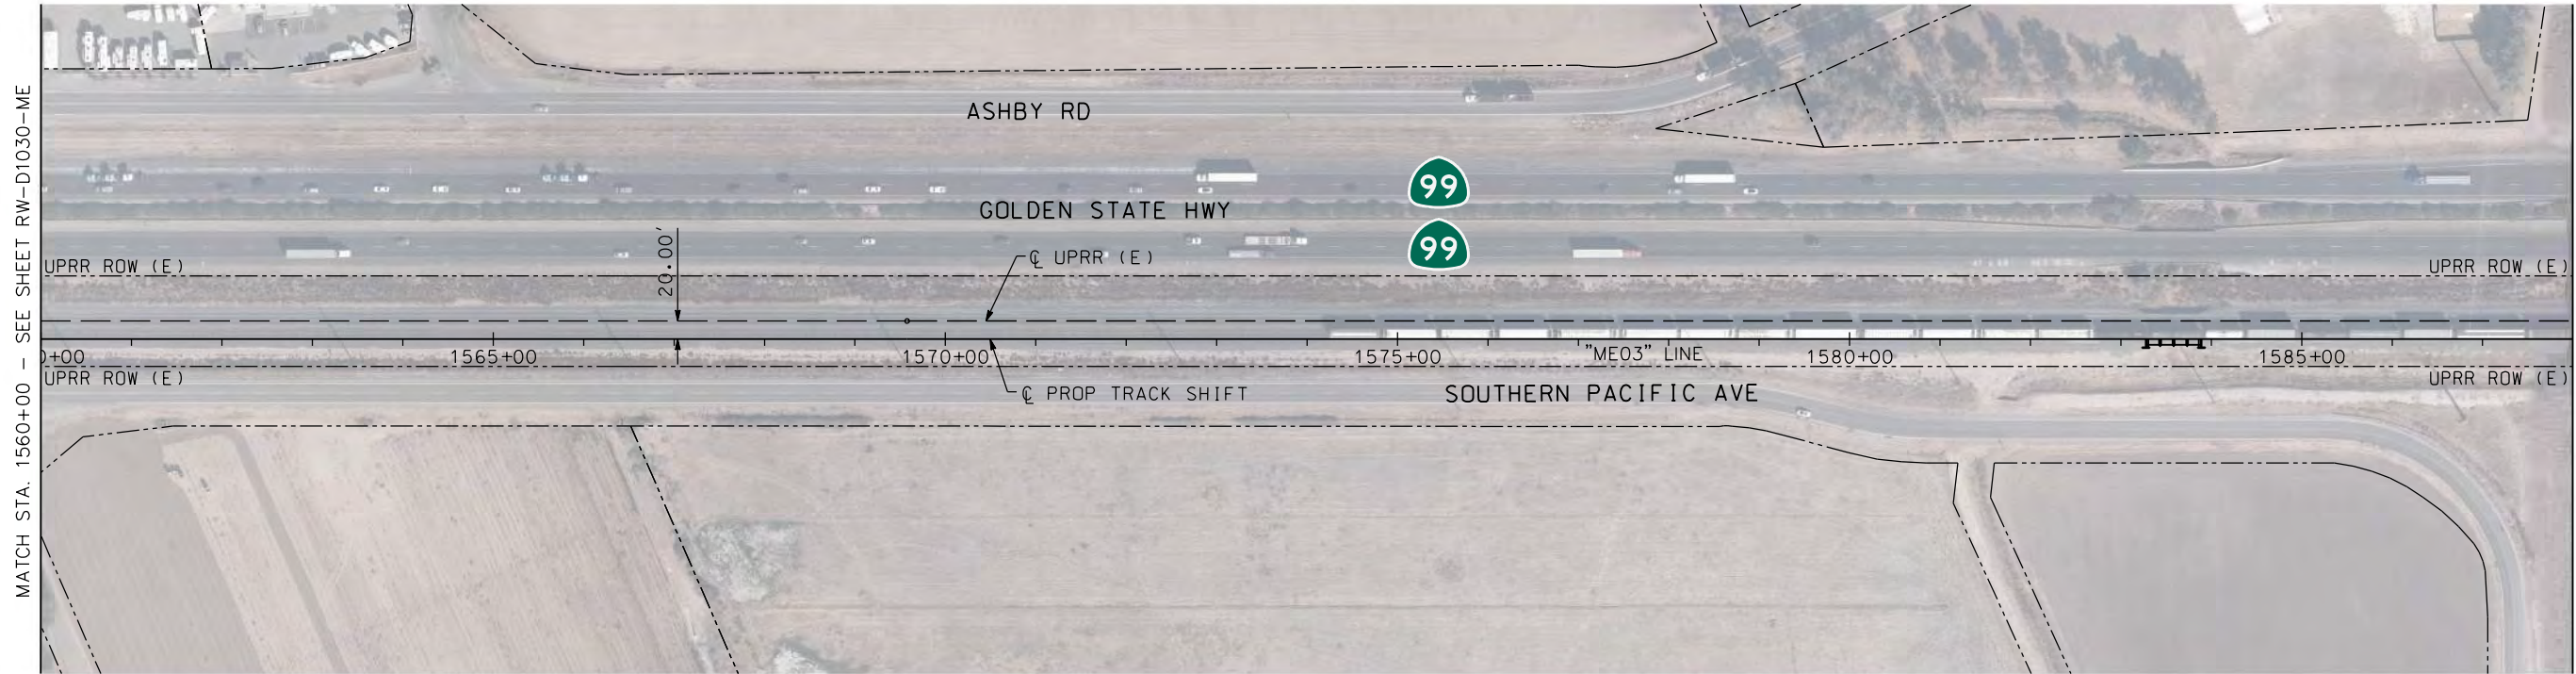 MATCH STA. 1560+00 - SEE SHEET RW-D1030-ME
ASHBY RD
99
GOLDEN STATE HWY
99
UPRR ROW (E)
20.00'
℄ UPRR (E)
UPRR ROW (E)
0+00
1565+00
1570+00
1575+00
"ME03" LINE
1580+00
1585+00
UPRR ROW (E)
℄ PROP TRACK SHIFT
SOUTHERN PACIFIC AVE
UPRR ROW (E)